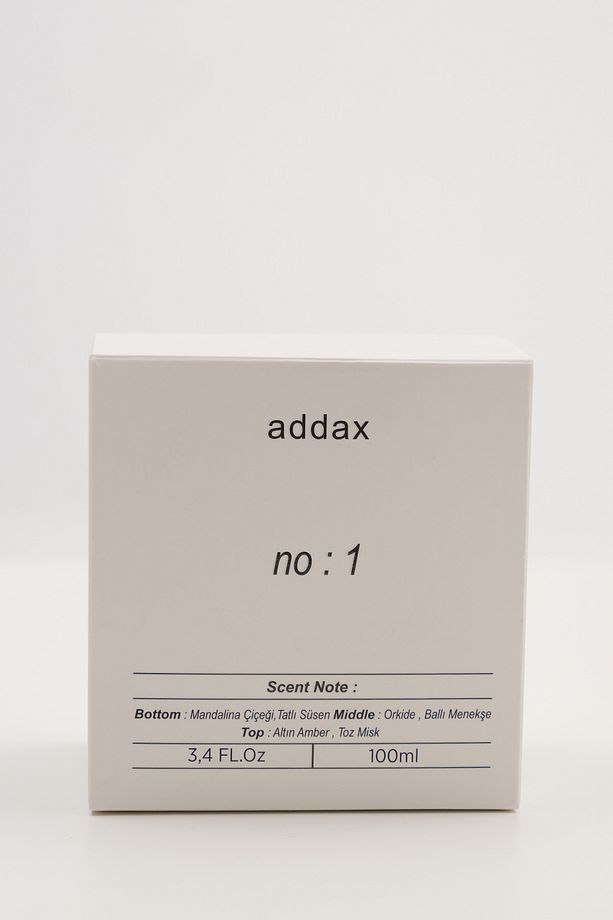 addax
no : 1
Scent Note :
Bottom : Mandalina Çiçeği,Tatlı Süsen Middle : Orkide , Ballı Menekşe
Top : Altın Amber , Toz Misk
3,4 FL.Oz 100ml